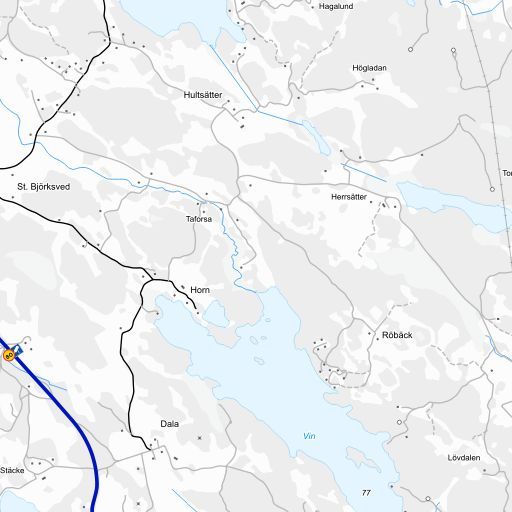 Hagalund
Högladan
Hultsätter
St. Björksved
Herrsätter
Taforsa
Horn
Röbäck
Dala
Vin
Lövdalen
Stäcke
77